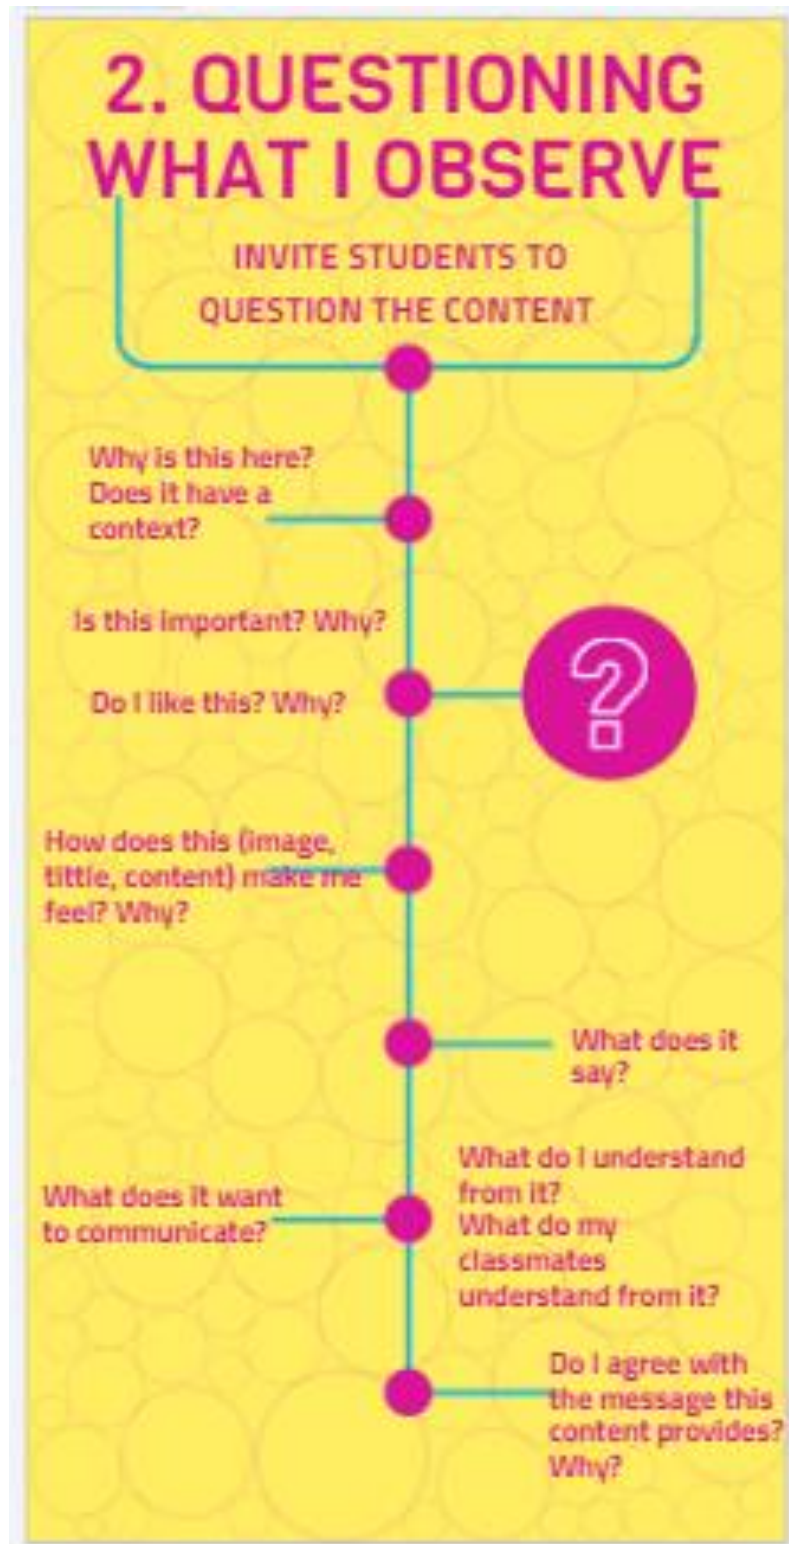 2. QUESTIONING
WHAT I OBSERVE
INVITE STUDENTS TO
QUESTION THE CONTENT
Why is this here?
Does it have a
context?
Is this important? Why?
Do I like this? Why?
?
How does this (image,
tittle, content) make me
feel? Why?
What does it
say?
What does it want
to communicate?
What do I understand
from it?
What do my
classmates
understand from it?
Do I agree with
the message this
content provides?
Why?